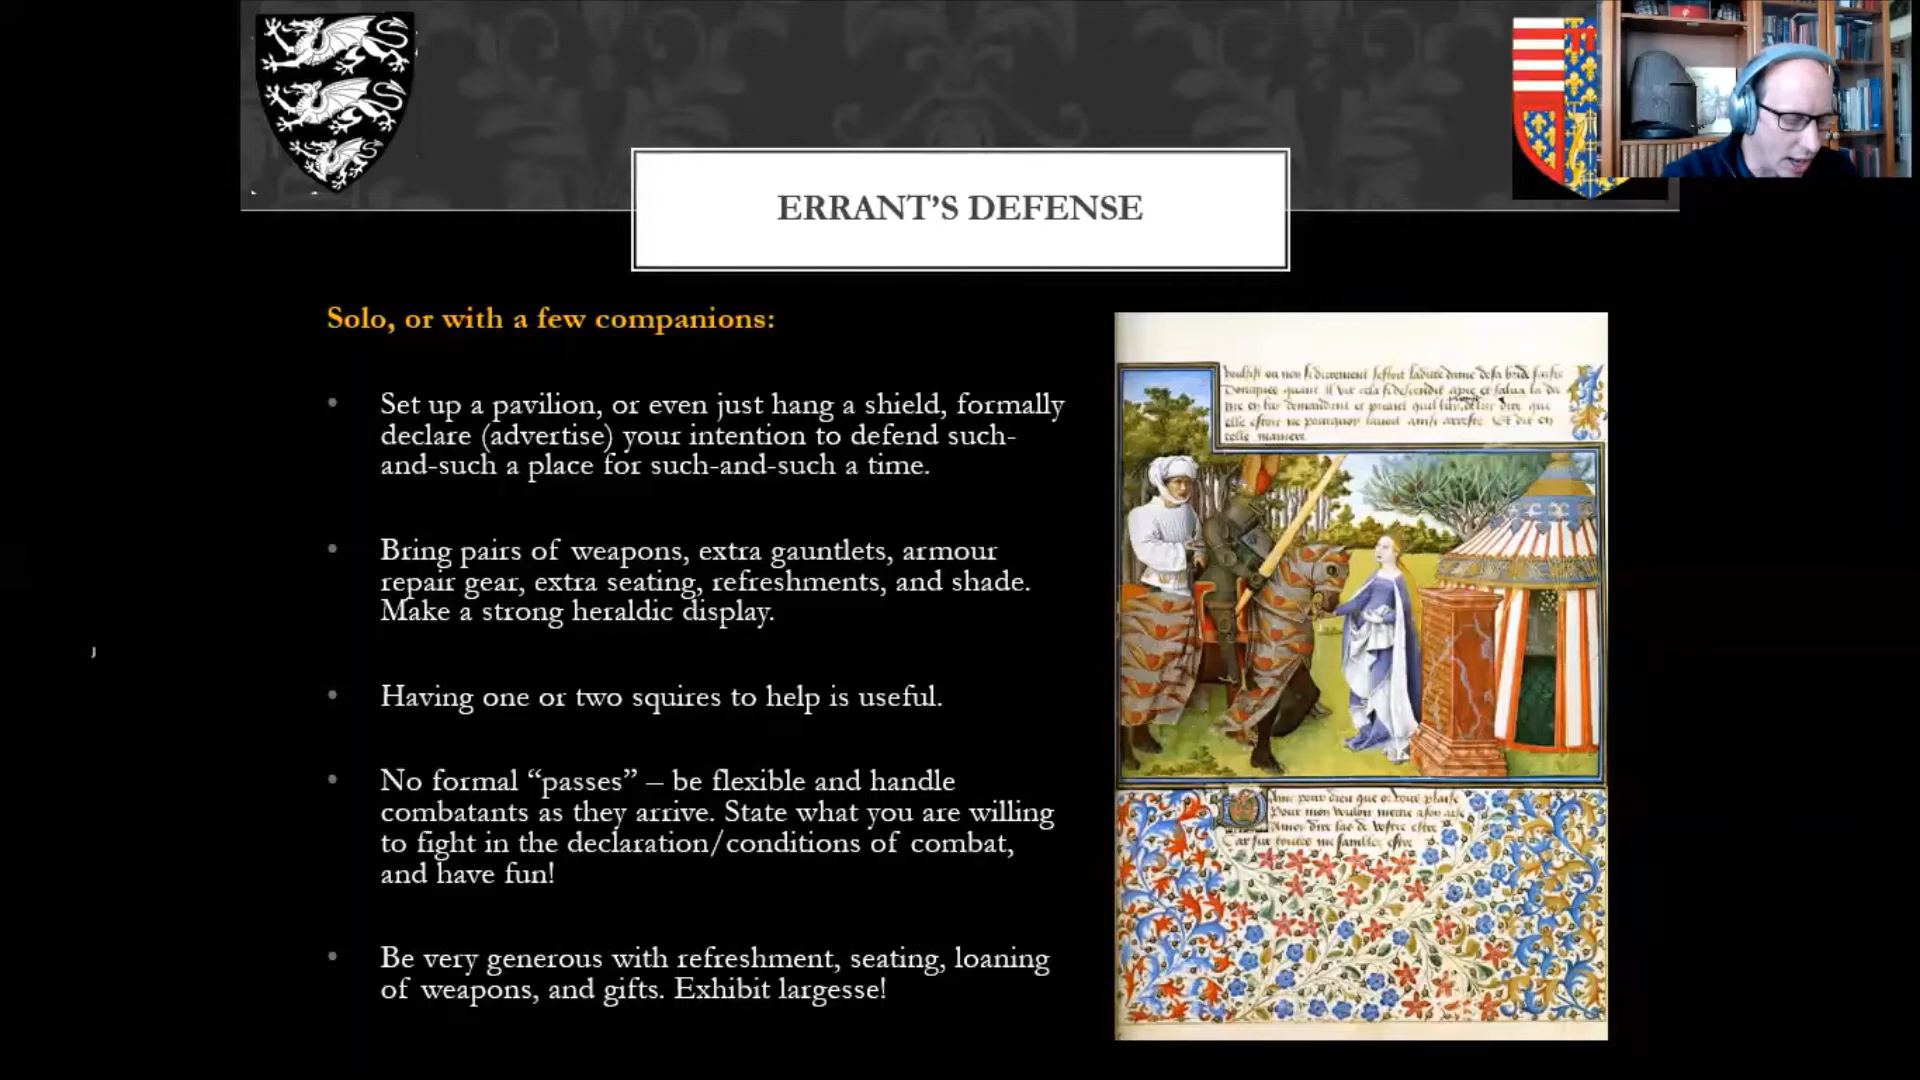 ERRANT’S DEFENSE
Solo, or with a few companions:
• Set up a pavilion, or even just hang a shield, formally
declare (advertise) your intention to defend such-
and-such a place for such-and-such a time.
• Bring pairs of weapons, extra gauntlets, armour
repair gear, extra seating, refreshments, and shade.
Make a strong heraldic display.
• Having one or two squires to help is useful.
• No formal “passes” – be flexible and handle
combatants as they arrive. State what you are willing
to fight in the declaration/conditions of combat,
and have fun!
• Be very generous with refreshment, seating, loaning
of weapons, and gifts. Exhibit largesse!